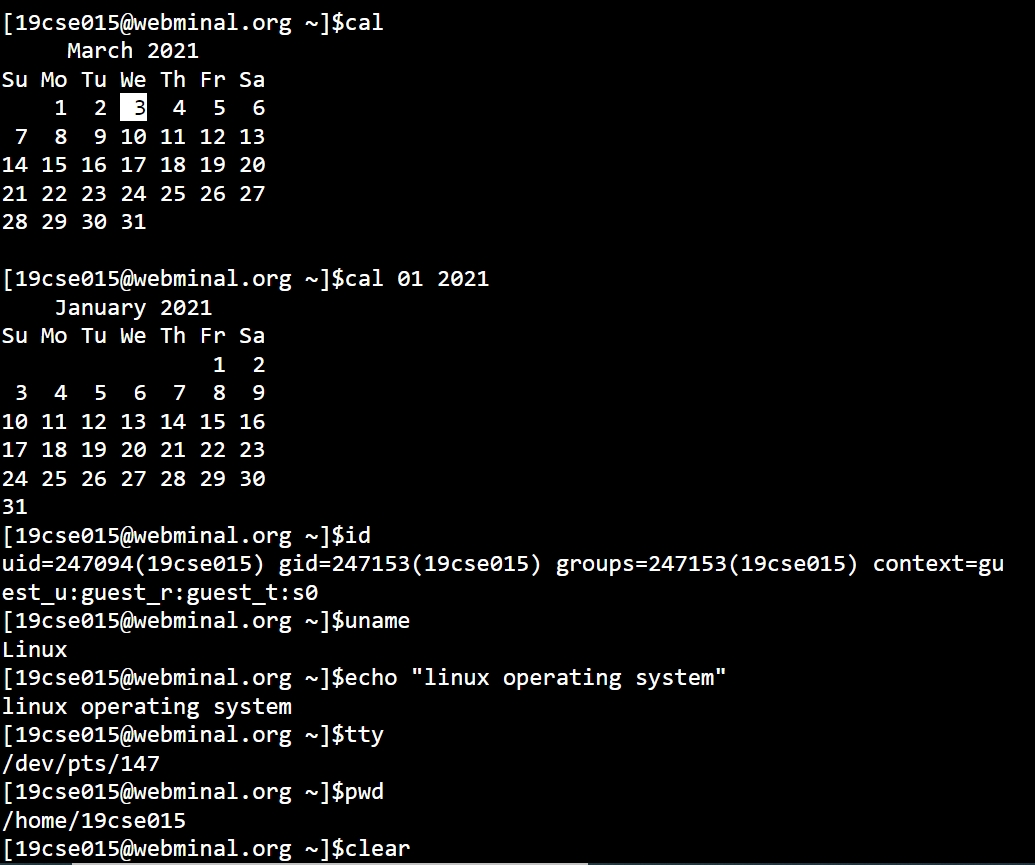 [19cse015@webminal.org ~]$cal
     March 2021
Su Mo Tu We Th Fr Sa
    1  2  3  4  5  6
 7  8  9 10 11 12 13
14 15 16 17 18 19 20
21 22 23 24 25 26 27
28 29 30 31
[19cse015@webminal.org ~]$cal 01 2021
    January 2021
Su Mo Tu We Th Fr Sa
                1  2
 3  4  5  6  7  8  9
10 11 12 13 14 15 16
17 18 19 20 21 22 23
24 25 26 27 28 29 30
31
[19cse015@webminal.org ~]$id
uid=247094(19cse015) gid=247153(19cse015) groups=247153(19cse015) context=gu
est_u:guest_r:guest_t:s0
[19cse015@webminal.org ~]$uname
Linux
[19cse015@webminal.org ~]$echo "linux operating system"
linux operating system
[19cse015@webminal.org ~]$tty
/dev/pts/147
[19cse015@webminal.org ~]$pwd
/home/19cse015
[19cse015@webminal.org ~]$clear